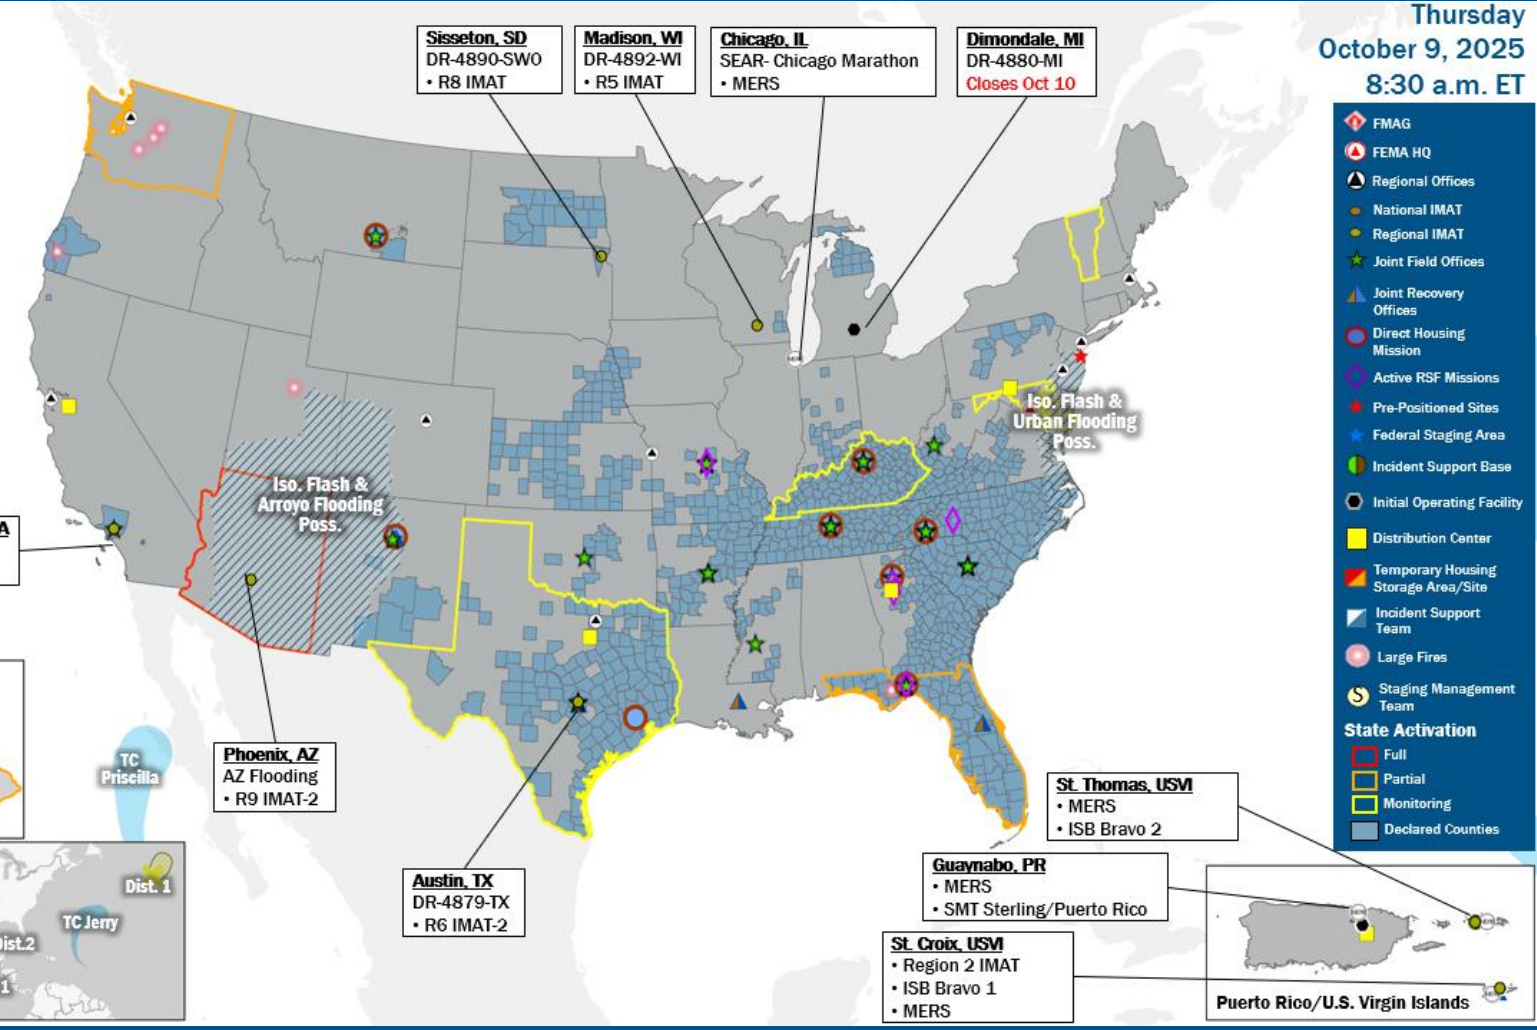 Thursday
October 9, 2025
8:30 a.m. ET
Sisseton, SD
DR-4890-SWO
• R8 IMAT
Madison, WI
DR-4892-WI
• R5 IMAT
Chicago, IL
SEAR- Chicago Marathon
• MERS
Dimondale, MI
DR-4880-MI
Closes Oct 10
FMAG
FEMA HQ
Regional Offices
National IMAT
Regional IMAT
Joint Field Offices
Joint Recovery
Offices
Direct Housing
Mission
Active RSF Missions
Pre-Positioned Sites
Federal Staging Area
Incident Support Base
Initial Operating Facility
Distribution Center
Temporary Housing
Storage Area/Site
Incident Support
Team
Large Fires
S
Staging Management
Team
State Activation
Full
Partial
Monitoring
Declared Counties
Iso. Flash &
Urban Flooding
Poss.
Iso. Flash &
Arroyo Flooding
Poss.
A
Phoenix, AZ
AZ Flooding
• R9 IMAT-2
TC
Priscilla
Austin, TX
DR-4879-TX
• R6 IMAT-2
Dist. 1
TC Jerry
Dist.2
1
St. Thomas, USVI
• MERS
• ISB Bravo 2
Guaynabo, PR
• MERS
• SMT Sterling/Puerto Rico
St. Croix, USVI
• Region 2 IMAT
• ISB Bravo 1
• MERS
Puerto Rico/U.S. Virgin Islands